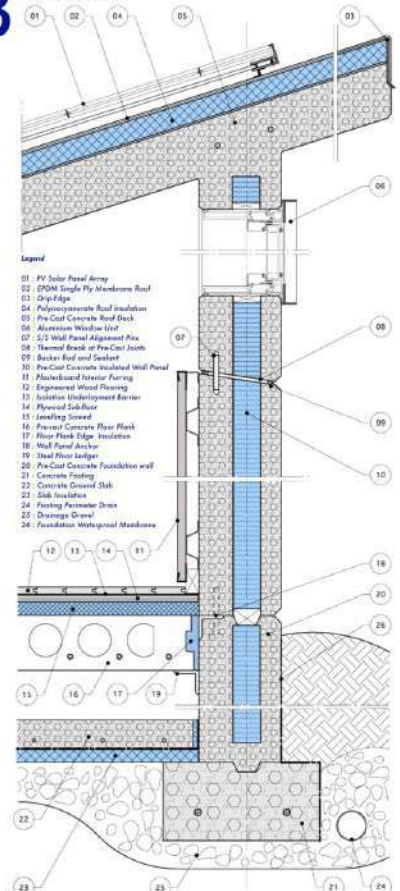 3
01 02 04 05 03
06
Legend
01 : PV Solar Panel Array
02 : EPDM Single Ply Membrane Roof
03 : Drip-Edge
04 : Polyisocyanurate Roof Insulation
05 : Pre-Cast Concrete Roof Deck
06 : Aluminium Window Unit
07 : S/S Wall Panel Alignment Pins
08 : Thermal Break at Pre-Cast Joints
09 : Backer Rod and Sealant
10 : Pre-Cast Concrete Insulated Wall Panel
11 : Plasterboard Interior Furring
12 : Engineered Wood Flooring
13 : Isolation Underlayment Barrier
14 : Plywood Sub-floor
15 : Levelling Screed
16 : Pre-cast Concrete Floor Plank
17 : Floor Plank Edge Insulation
18 : Wall Panel Anchor
19 : Steel Floor Ledger
20 : Pre-Cast Concrete Foundation wall
21 : Concrete Footing
22 : Concrete Ground Slab
23 : Slab Insulation
24 : Footing Perimeter Drain
25 : Drainage Gravel
26 : Foundation Waterproof Membrane
07 08
09
10
12 13 14 11
18
20
26
15 16 17 19
22
23 25 21 24